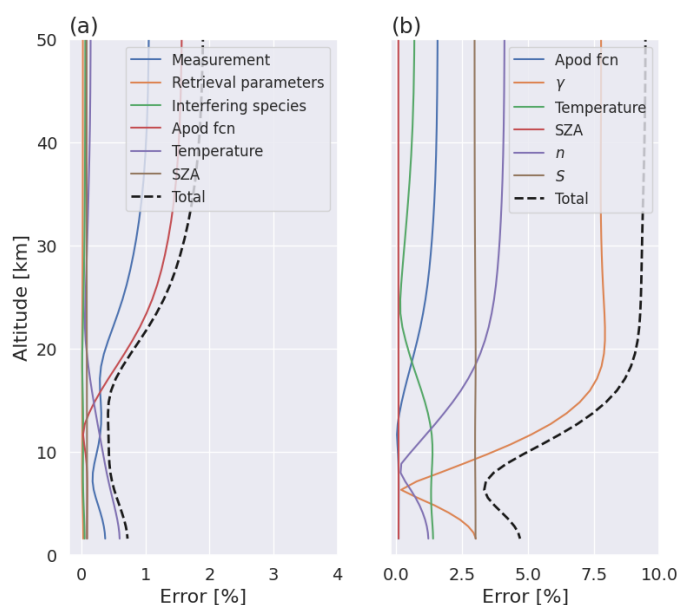 (a)
(b)
50
40
30
20
10
0
Altitude [km]
Measurement
Retrieval parameters
Interfering species
Apod fcn
Temperature
SZA
Total
0 1 2 3 4
Error [%]
Apod fcn
γ
Temperature
SZA
n
S
Total
0.0 2.5 5.0 7.5 10.0
Error [%]